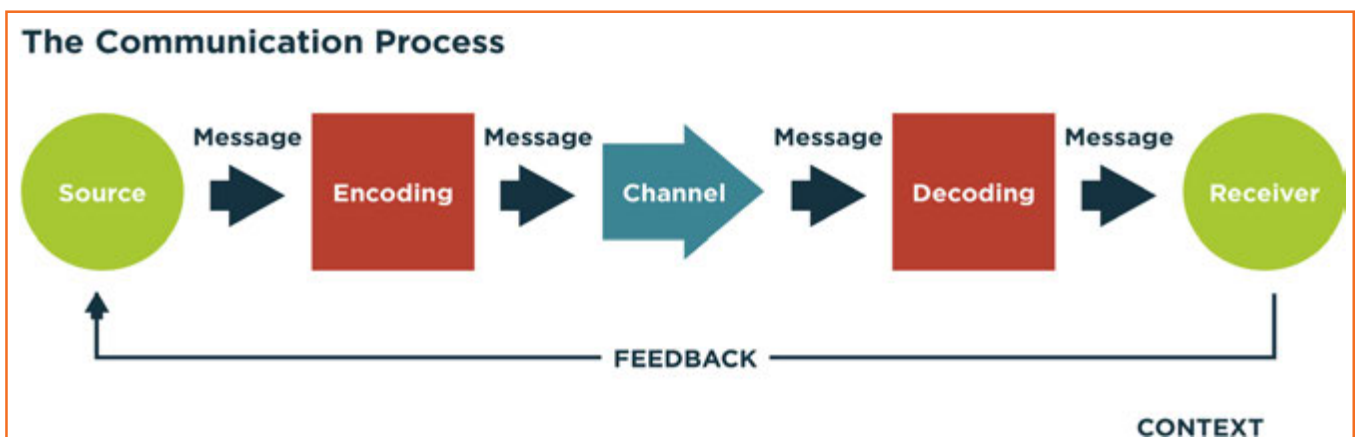 The Communication Process
Message
Message
Message
Message
Source
Encoding
Channel
Decoding
Receiver
FEEDBACK
CONTEXT